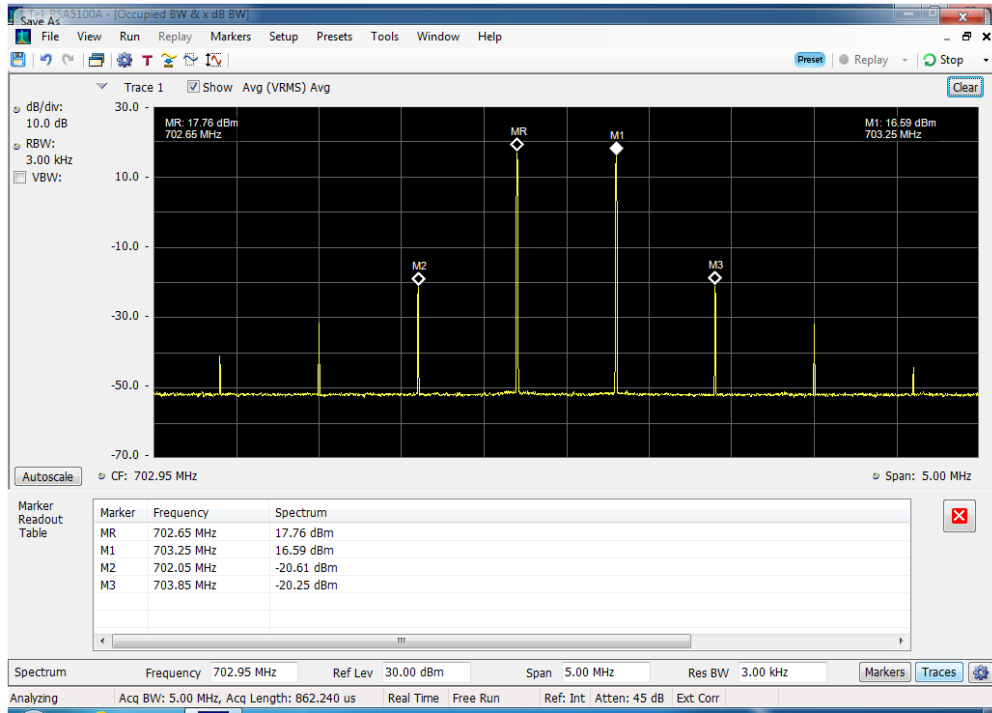 Tek RSA5100A - [Occupied BW & x dB BW]
Save As
File View Run Replay Markers Setup Presets Tools Window Help
T
Preset Replay Stop
Trace 1 Show Avg (VRMS) Avg Clear
dB/div:
10.0 dB
RBW:
3.00 kHz
VBW:
30.0
10.0
-10.0
-30.0
-50.0
-70.0
MR: 17.76 dBm
702.65 MHz
M1: 16.59 dBm
703.25 MHz
MR
M1
M2
M3
Autoscale CF: 702.95 MHz Span: 5.00 MHz
Marker
Readout
Table
Marker Frequency Spectrum
MR 702.65 MHz 17.76 dBm
M1 703.25 MHz 16.59 dBm
M2 702.05 MHz -20.61 dBm
M3 703.85 MHz -20.25 dBm
Spectrum Frequency 702.95 MHz Ref Lev 30.00 dBm Span 5.00 MHz Res BW 3.00 kHz Markers Traces
Analyzing Acq BW: 5.00 MHz, Acq Length: 862.240 us Real Time Free Run Ref: Int Atten: 45 dB Ext Corr